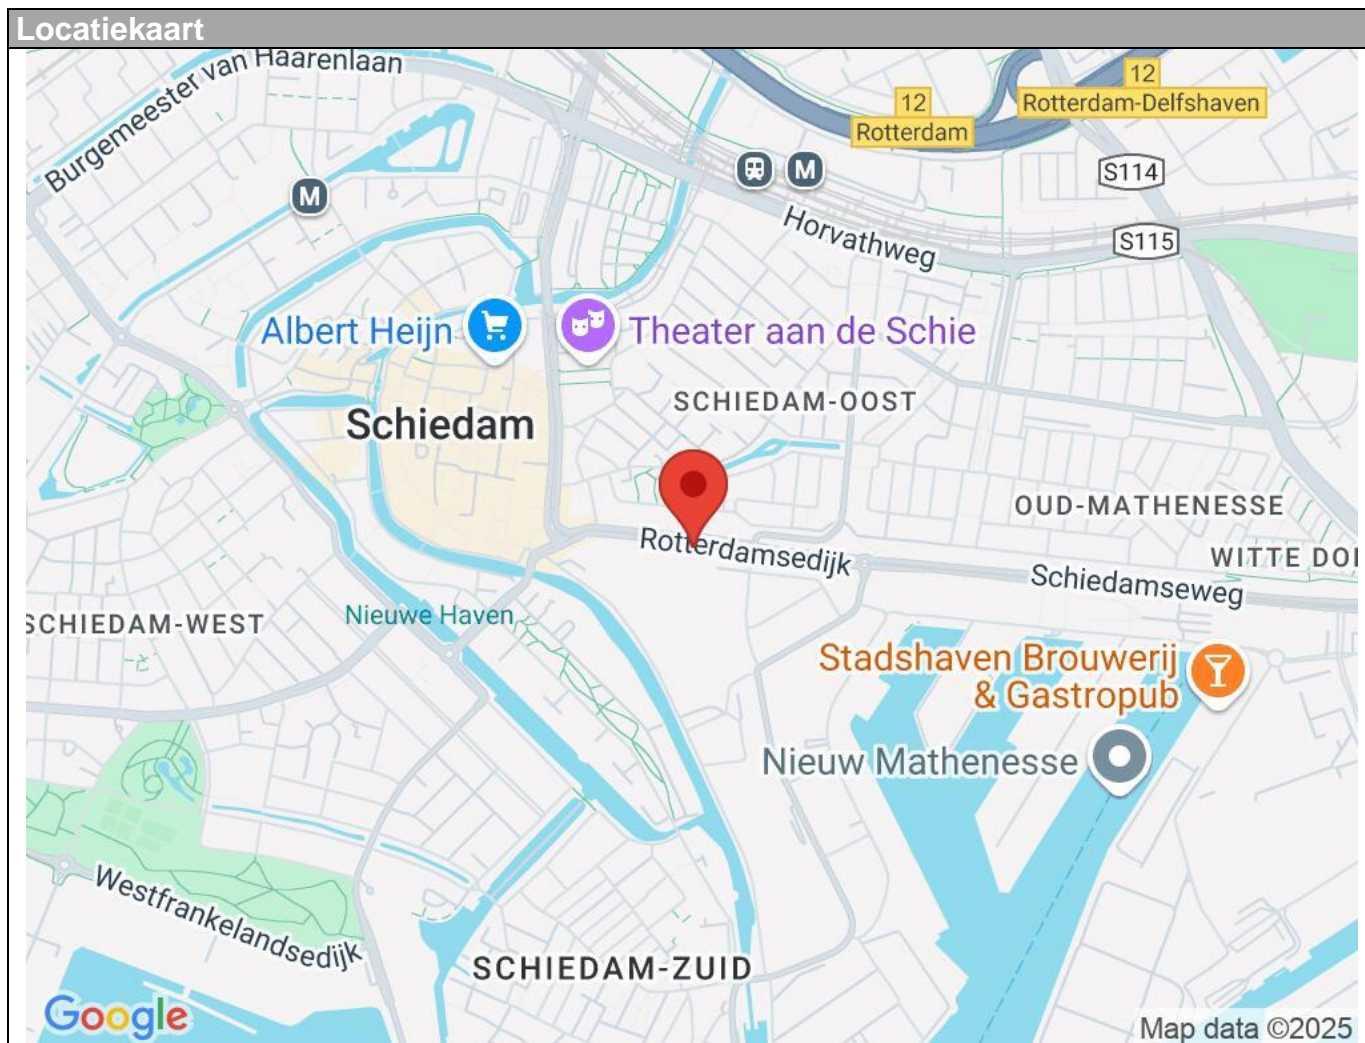 Locatiekaart
Burgemeester van Haarenlaan
12
Rotterdam
12
Rotterdam-Delfshaven
M
M
S114
Horvathweg
S115
Albert Heijn
Theater aan de Schie
SCHIEDAM-OOST
Schiedam
OUD-MATHENESSE
Rotterdamsedijk
WITTE DO
Schiedamseweg
Nieuwe Haven
SCHIEDAM-WEST
Stadshaven Brouwerij
& Gastropub
Nieuw Mathenesse
Westfrankelandsedijk
SCHIEDAM-ZUID
Google
Map data ©2025